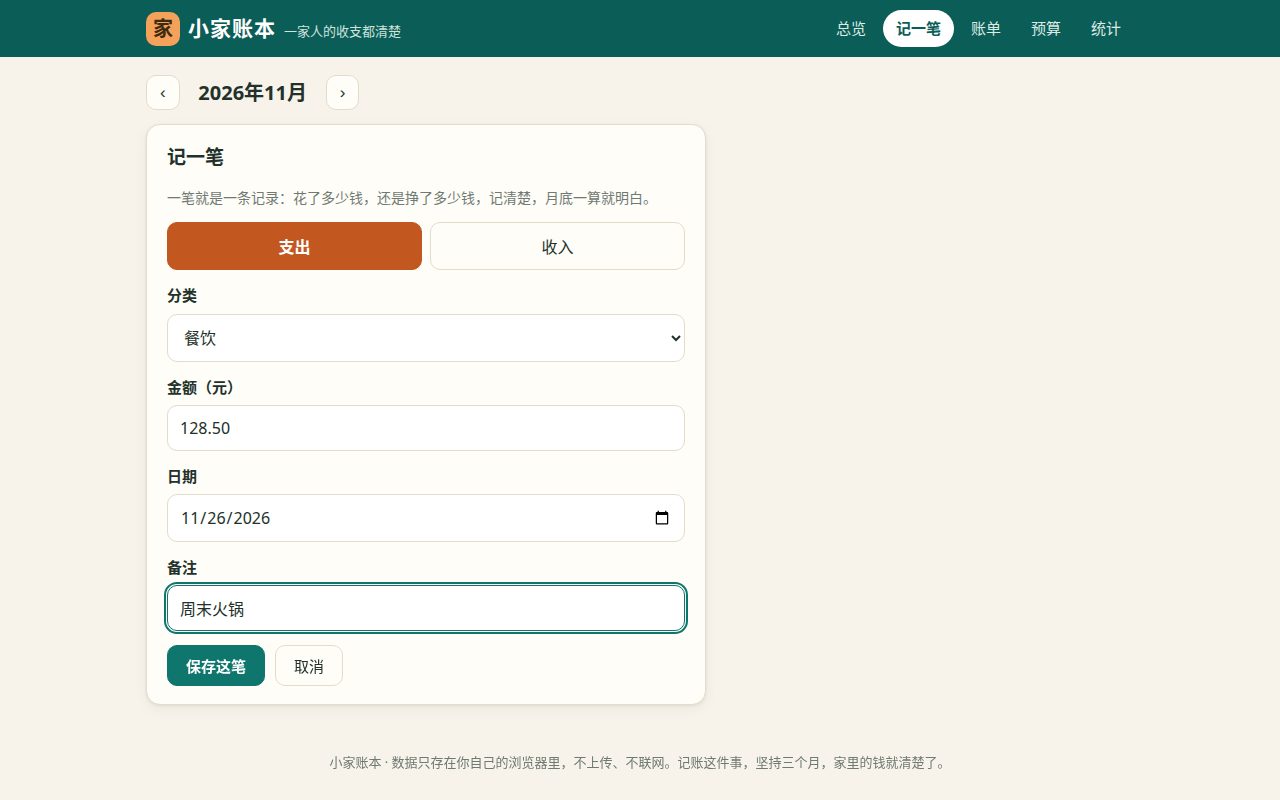 家 小家账本 一家人的收支都清楚 总览 记一笔 账单 预算 统计
‹ 2026年11月 ›
记一笔
一笔就是一条记录：花了多少钱，还是挣了多少钱，记清楚，月底一算就明白。
支出 收入
分类
餐饮
金额（元）
128.50
日期
11/26/2026
备注
周末火锅
保存这笔 取消
小家账本 · 数据只存在你自己的浏览器里，不上传、不联网。记账这件事，坚持三个月，家里的钱就清楚了。